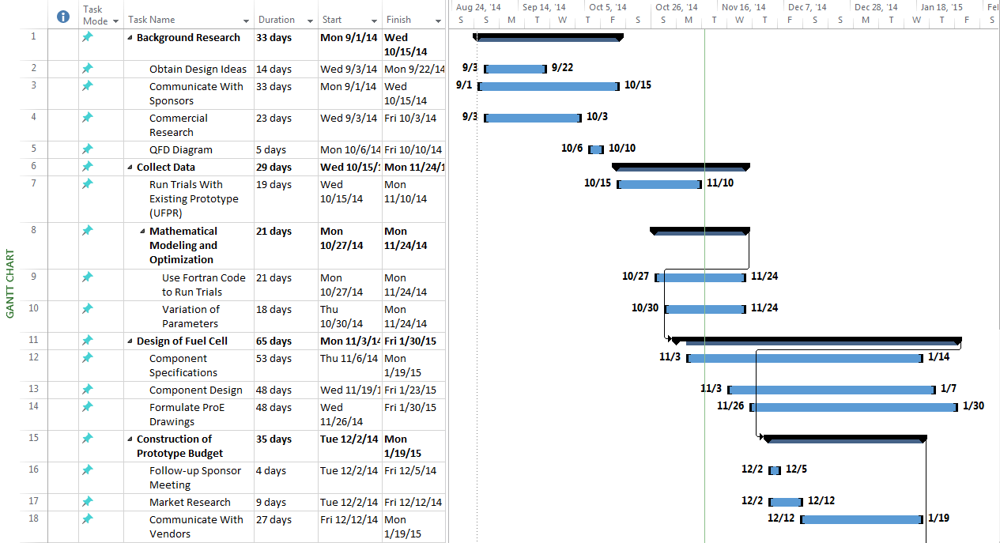 Task Mode Task Name Duration Start Finish Aug 24, '14 Sep 14, '14 Oct 5, '14 Oct 26, '14 Nov 16, '14 Dec 7, '14 Dec 28, '14 Jan 18, '15 Fel
S S M T W T F S S M T W T F S S
1 Background Research 33 days Mon 9/1/14 Wed 10/15/14
2 Obtain Design Ideas 14 days Wed 9/3/14 Mon 9/22/14 9/3 9/22
3 Communicate With Sponsors 33 days Mon 9/1/14 Wed 10/15/14 9/1 10/15
4 Commercial Research 23 days Wed 9/3/14 Fri 10/3/14 9/3 10/3
5 QFD Diagram 5 days Mon 10/6/14 Fri 10/10/14 10/6 10/10
6 Collect Data 29 days Wed 10/15/1 Mon 11/24/1
7 Run Trials With Existing Prototype (UFPR) 19 days Wed 10/15/14 Mon 11/10/14 10/15 11/10
8 Mathematical Modeling and Optimization 21 days Mon 10/27/14 Mon 11/24/14
9 Use Fortran Code to Run Trials 21 days Mon 10/27/14 Mon 11/24/14 10/27 11/24
10 Variation of Parameters 18 days Thu 10/30/14 Mon 11/24/14 10/30 11/24
11 Design of Fuel Cell 65 days Mon 11/3/14 Fri 1/30/15
12 Component Specifications 53 days Thu 11/6/14 Mon 1/19/15 11/3 1/14
13 Component Design 48 days Wed 11/19/1 Fri 1/23/15 11/3 1/7
14 Formulate ProE Drawings 48 days Wed 11/26/14 Fri 1/30/15 11/26 1/30
15 Construction of Prototype Budget 35 days Tue 12/2/14 Mon 1/19/15
16 Follow-up Sponsor Meeting 4 days Tue 12/2/14 Fri 12/5/14 12/2 12/5
17 Market Research 9 days Tue 12/2/14 Fri 12/12/14 12/2 12/12
18 Communicate With Vendors 27 days Fri 12/12/14 Mon 1/19/15 12/12 1/19
GANTT CHART